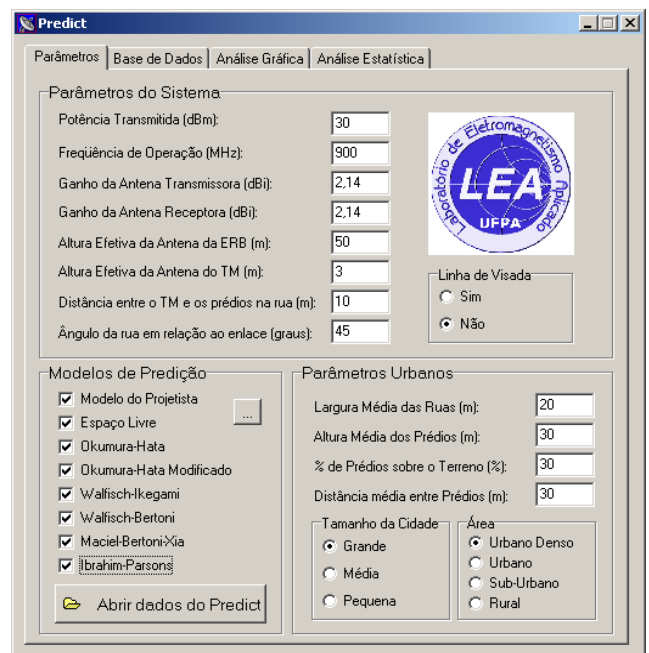 Predict
Parâmetros
Base de Dados
Análise Gráfica
Análise Estatística
Parâmetros do Sistema
Potência Transmitida (dBm):
30
Freqüência de Operação (MHz):
900
Ganho da Antena Transmissora (dBi):
2,14
Ganho da Antena Receptora (dBi):
2,14
Altura Efetiva da Antena da ERB (m):
50
Altura Efetiva da Antena do TM (m):
3
Distância entre o TM e os prédios na rua (m):
10
Ângulo da rua em relação ao enlace (graus):
45
Laboratório de Eletromagnetismo Aplicado
LEA
UFPA
Linha de Visada
Sim
Não
Modelos de Predição
Modelo do Projetista
...
Espaço Livre
Okumura-Hata
Okumura-Hata Modificado
Walfisch-Ikegami
Walfisch-Bertoni
Maciel-Bertoni-Xia
Ibrahim-Parsons
Abrir dados do Predict
Parâmetros Urbanos
Largura Média das Ruas (m):
20
Altura Média dos Prédios (m):
30
% de Prédios sobre o Terreno (%):
30
Distância média entre Prédios (m):
30
Tamanho da Cidade
Grande
Média
Pequena
Área
Urbano Denso
Urbano
Sub-Urbano
Rural